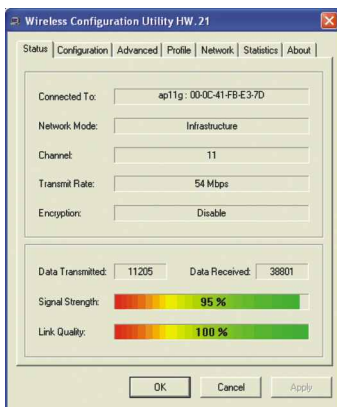 Wireless Configuration Utility HW.21
Status Configuration Advanced Profile Network Statistics About
Connected To: ap11g : 00-0C-41-FB-E3-7D
Network Mode: Infrastructure
Channel: 11
Transmit Rate: 54 Mbps
Encryption: Disable
Data Transmitted: 11205 Data Received: 38801
Signal Strength: 95 %
Link Quality: 100 %
OK Cancel Apply